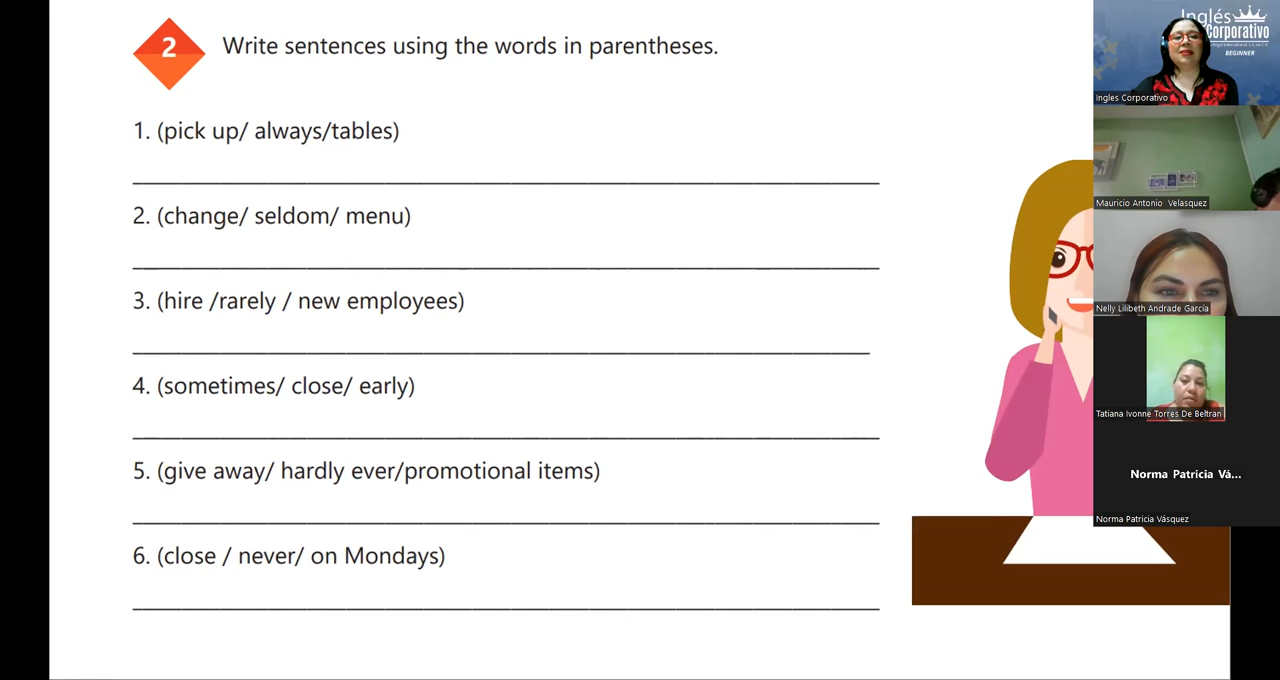 2
Write sentences using the words in parentheses.
1. (pick up/ always/tables)
2. (change/ seldom/ menu)
3. (hire /rarely / new employees)
4. (sometimes/ close/ early)
5. (give away/ hardly ever/promotional items)
6. (close / never/ on Mondays)
Inglés
Corporativo
BEGINNER
Ingles Corporativo
Mauricio Antonio Velasquez
Nelly Lilibeth Andrade García
Tatiana Ivonne Torres De Beltran
Norma Patricia Vá...
Norma Patricia Vásquez